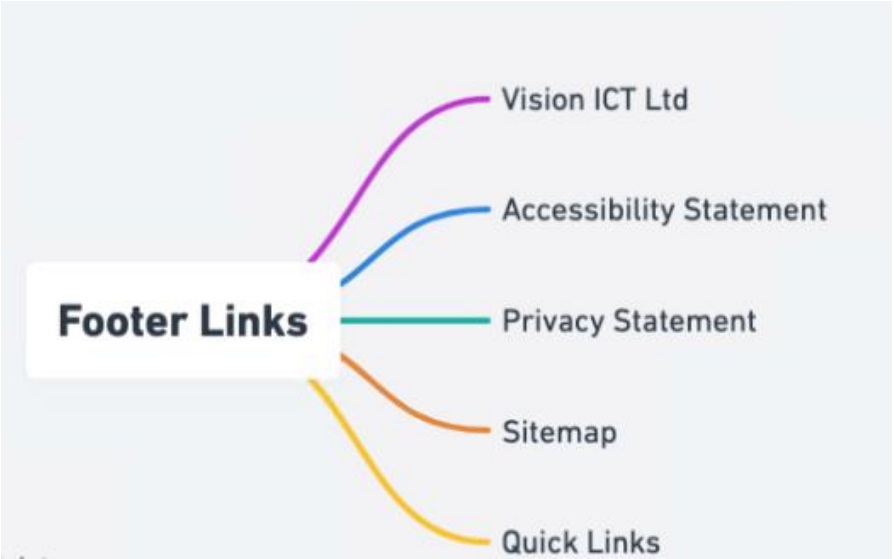 Vision ICT Ltd
Accessibility Statement
Footer Links
Privacy Statement
Sitemap
Quick Links